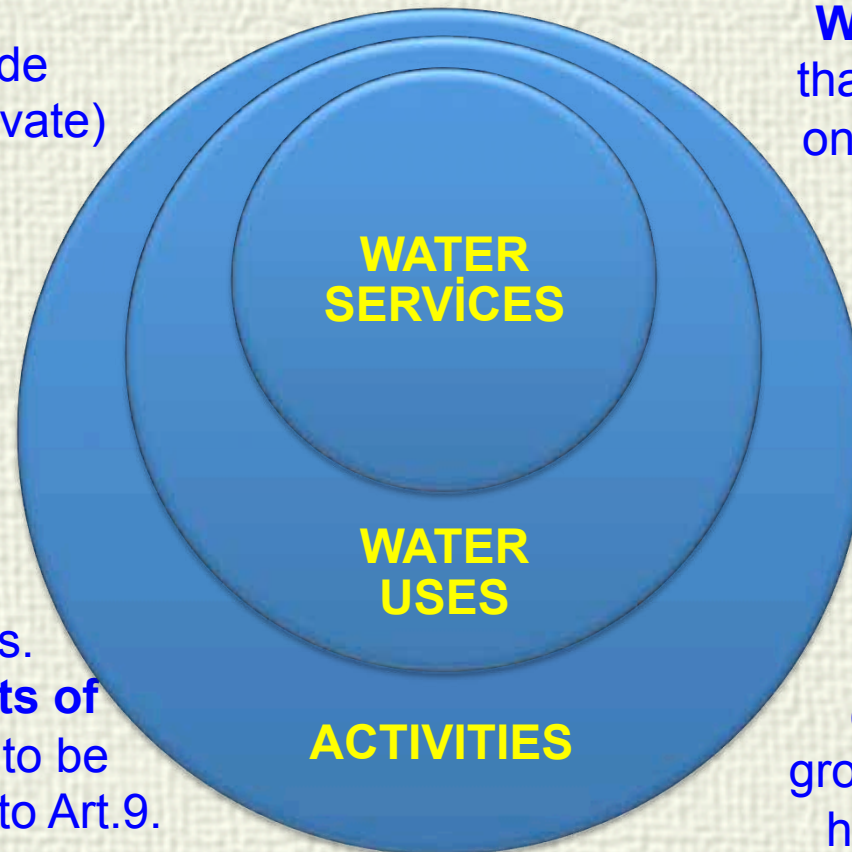 de
vate)
W
tha
on
WATER
SERVİCES
WATER
USES
ACTIVITIES
s.
ts of
to be
to Art.9.
gro
h